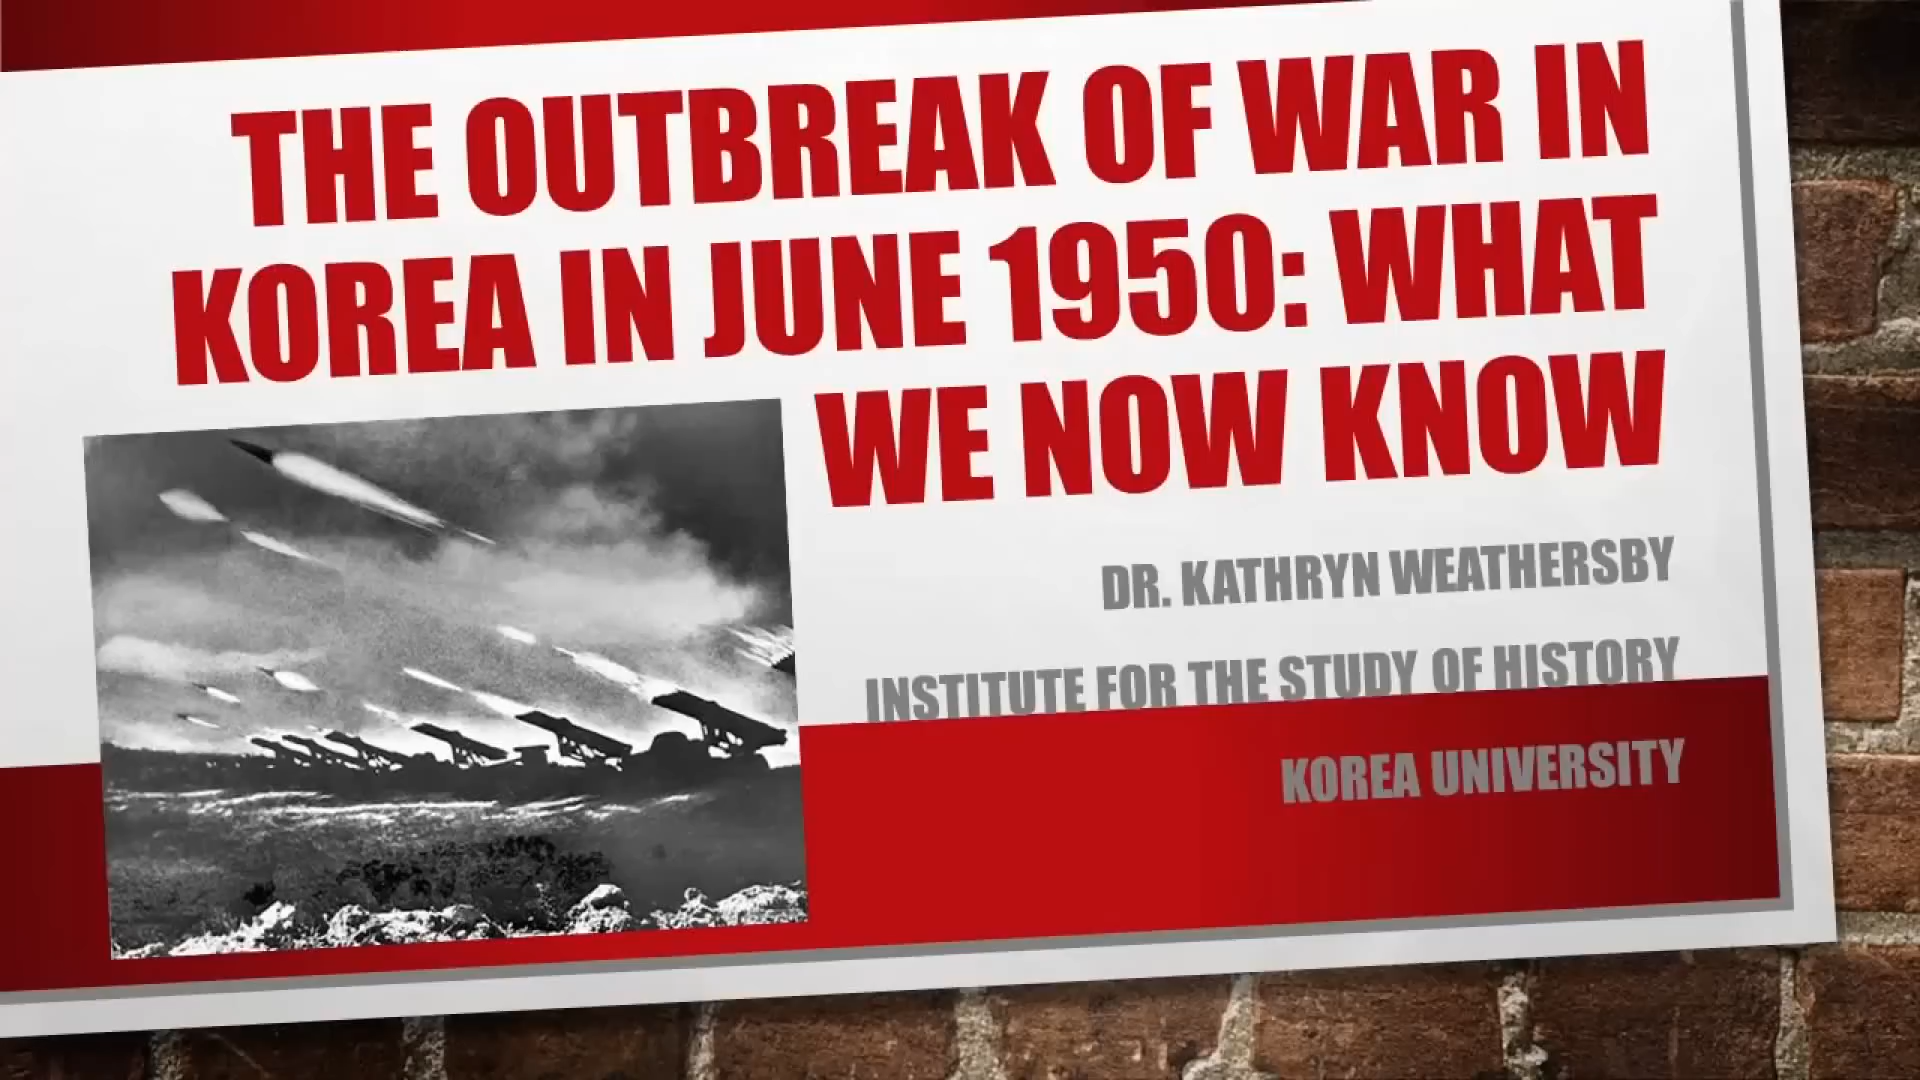 THE OUTBREAK OF WAR IN
KOREA IN JUNE 1950: WHAT
WE NOW KNOW
DR. KATHRYN WEATHERSBY
INSTITUTE FOR THE STUDY OF HISTORY
KOREA UNIVERSITY